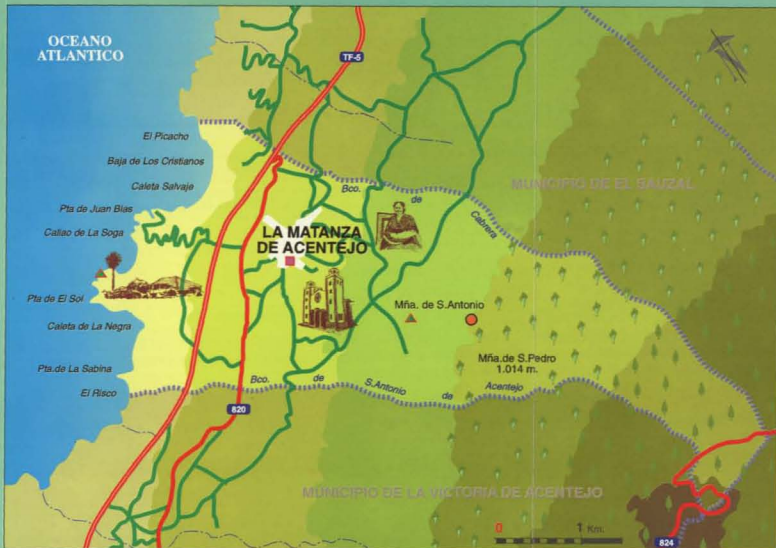 OCEANO
ATLANTICO
TF-5
El Picacho
Baja de Los Cristianos
Caleta Salvaje
Pta de Juan Blas
Callao de La Soga
Pta de El Sol
Caleta de La Negra
Pta.de La Sabina
El Risco
Bco. de Cabrera
MUNICIPIO DE EL SAUZAL
LA MATANZA
DE ACENTEJO
Mña. de S.Antonio
Mña.de S.Pedro
1.014 m.
Bco. de S.Antonio de Acentejo
820
MUNICIPIO DE LA VICTORIA DE ACENTEJO
0 1 Km.
824